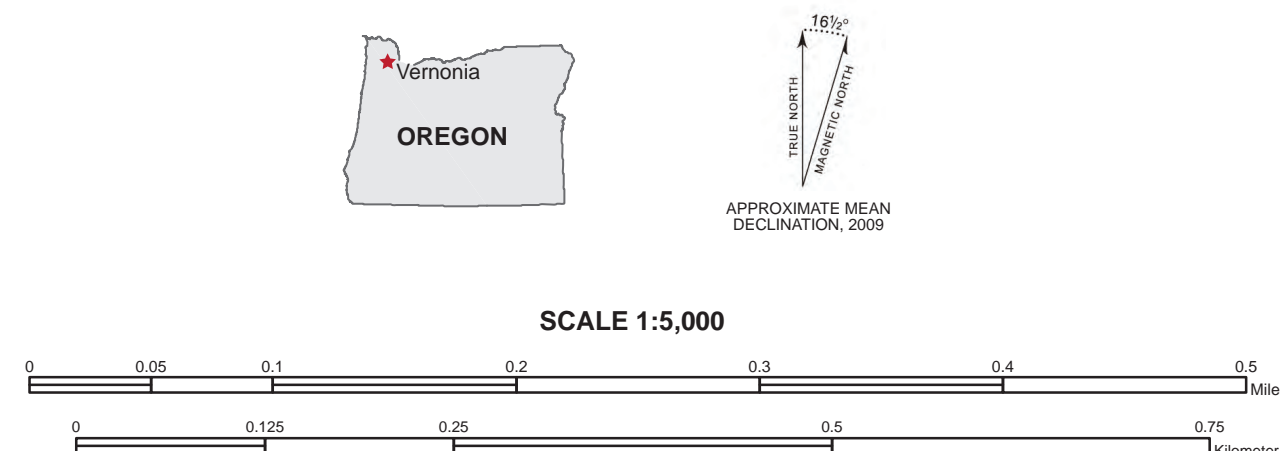 16½°
Vernonia
OREGON
TRUE NORTH
MAGNETIC NORTH
APPROXIMATE MEAN
DECLINATION, 2009
SCALE 1:5,000
0 0.05 0.1 0.2 0.3 0.4 0.5
Mile
0 0.125 0.25 0.5 0.75
Kilometer